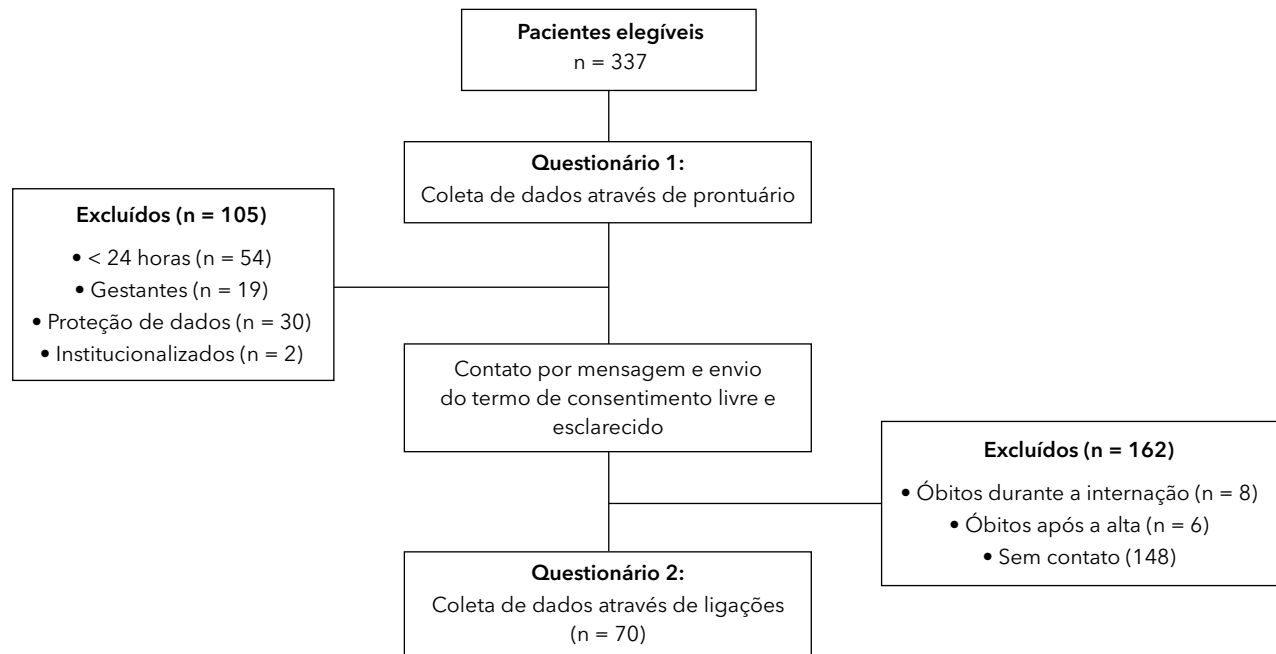 Pacientes elegíveis
n = 337
Questionário 1:
Coleta de dados através de prontuário
Excluídos (n = 105)
• < 24 horas (n = 54)
• Gestantes (n = 19)
• Proteção de dados (n = 30)
• Institucionalizados (n = 2)
Contato por mensagem e envio
do termo de consentimento livre e
esclarecido
Excluídos (n = 162)
• Óbitos durante a internação (n = 8)
• Óbitos após a alta (n = 6)
• Sem contato (148)
Questionário 2:
Coleta de dados através de ligações
(n = 70)